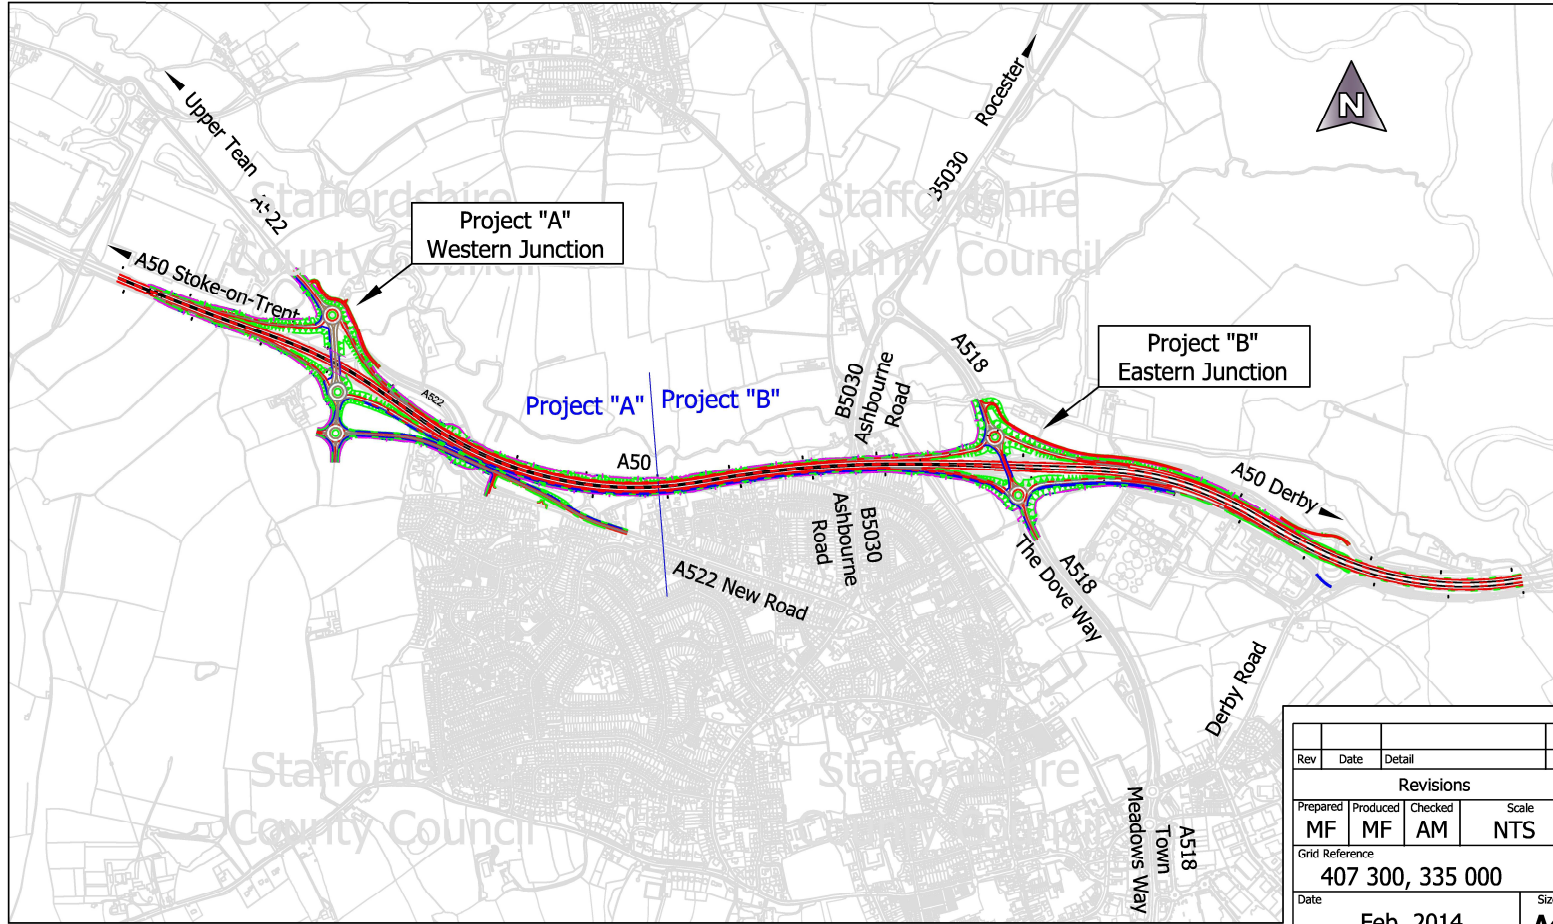 Upper Tean
A522
A50 Stoke-on-Trent
Project "A"
Western Junction
Staffordshire
County Council
Staffordshire
County Council
Rocester
B5030
N
A522
Project "A"
Project "B"
A50
B5030
Ashbourne
Road
A518
Project "B"
Eastern Junction
A50 Derby
B5030
Ashbourne
Road
A522 New Road
A518
The Dove Way
Derby Road
Staffordshire
County Council
Staffordshire
County Council
A518
Town
Meadows Way
Rev Date Detail
Revisions
Prepared Produced Checked Scale
MF MF AM NTS
Grid Reference
407 300, 335 000
Date
Feb. 2014